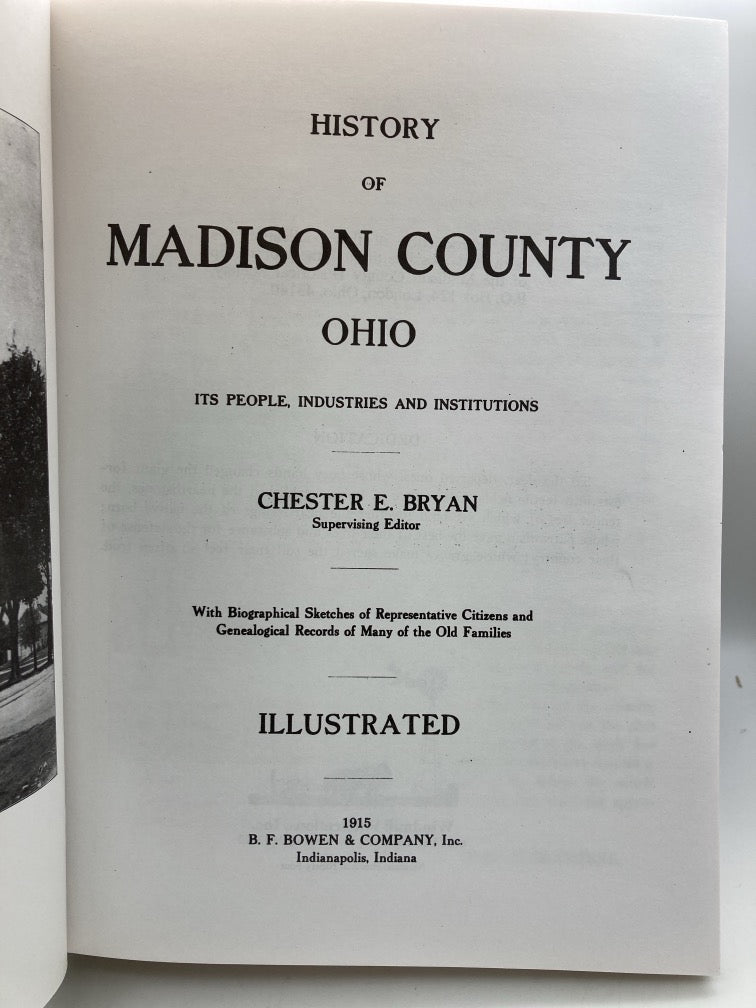 HISTORY
OF
MADISON COUNTY
OHIO
ITS PEOPLE, INDUSTRIES AND INSTITUTIONS
CHESTER E. BRYAN
Supervising Editor
With Biographical Sketches of Representative Citizens and
Genealogical Records of Many of the Old Families
ILLUSTRATED
1915
B. F. BOWEN & COMPANY, Inc.
Indianapolis, Indiana